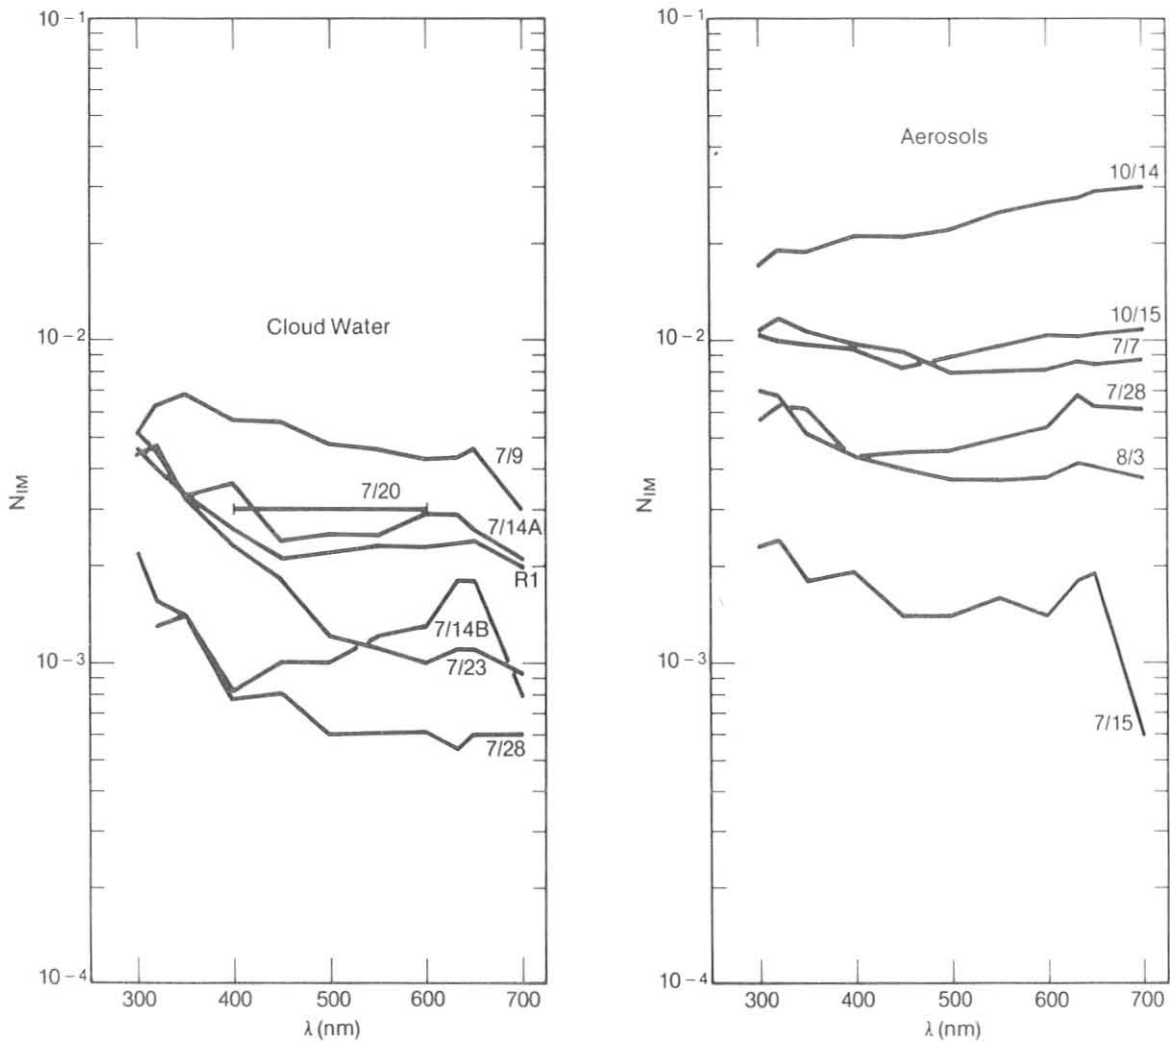 10⁻¹
10⁻²
10⁻³
10⁻⁴
N_IM
Cloud Water
7/9
7/20
7/14A
R1
7/14B
7/23
7/28
300 400 500 600 700
λ (nm)
10⁻¹
10⁻²
10⁻³
10⁻⁴
N_IM
Aerosols
10/14
10/15
7/7
7/28
8/3
7/15
300 400 500 600 700
λ (nm)